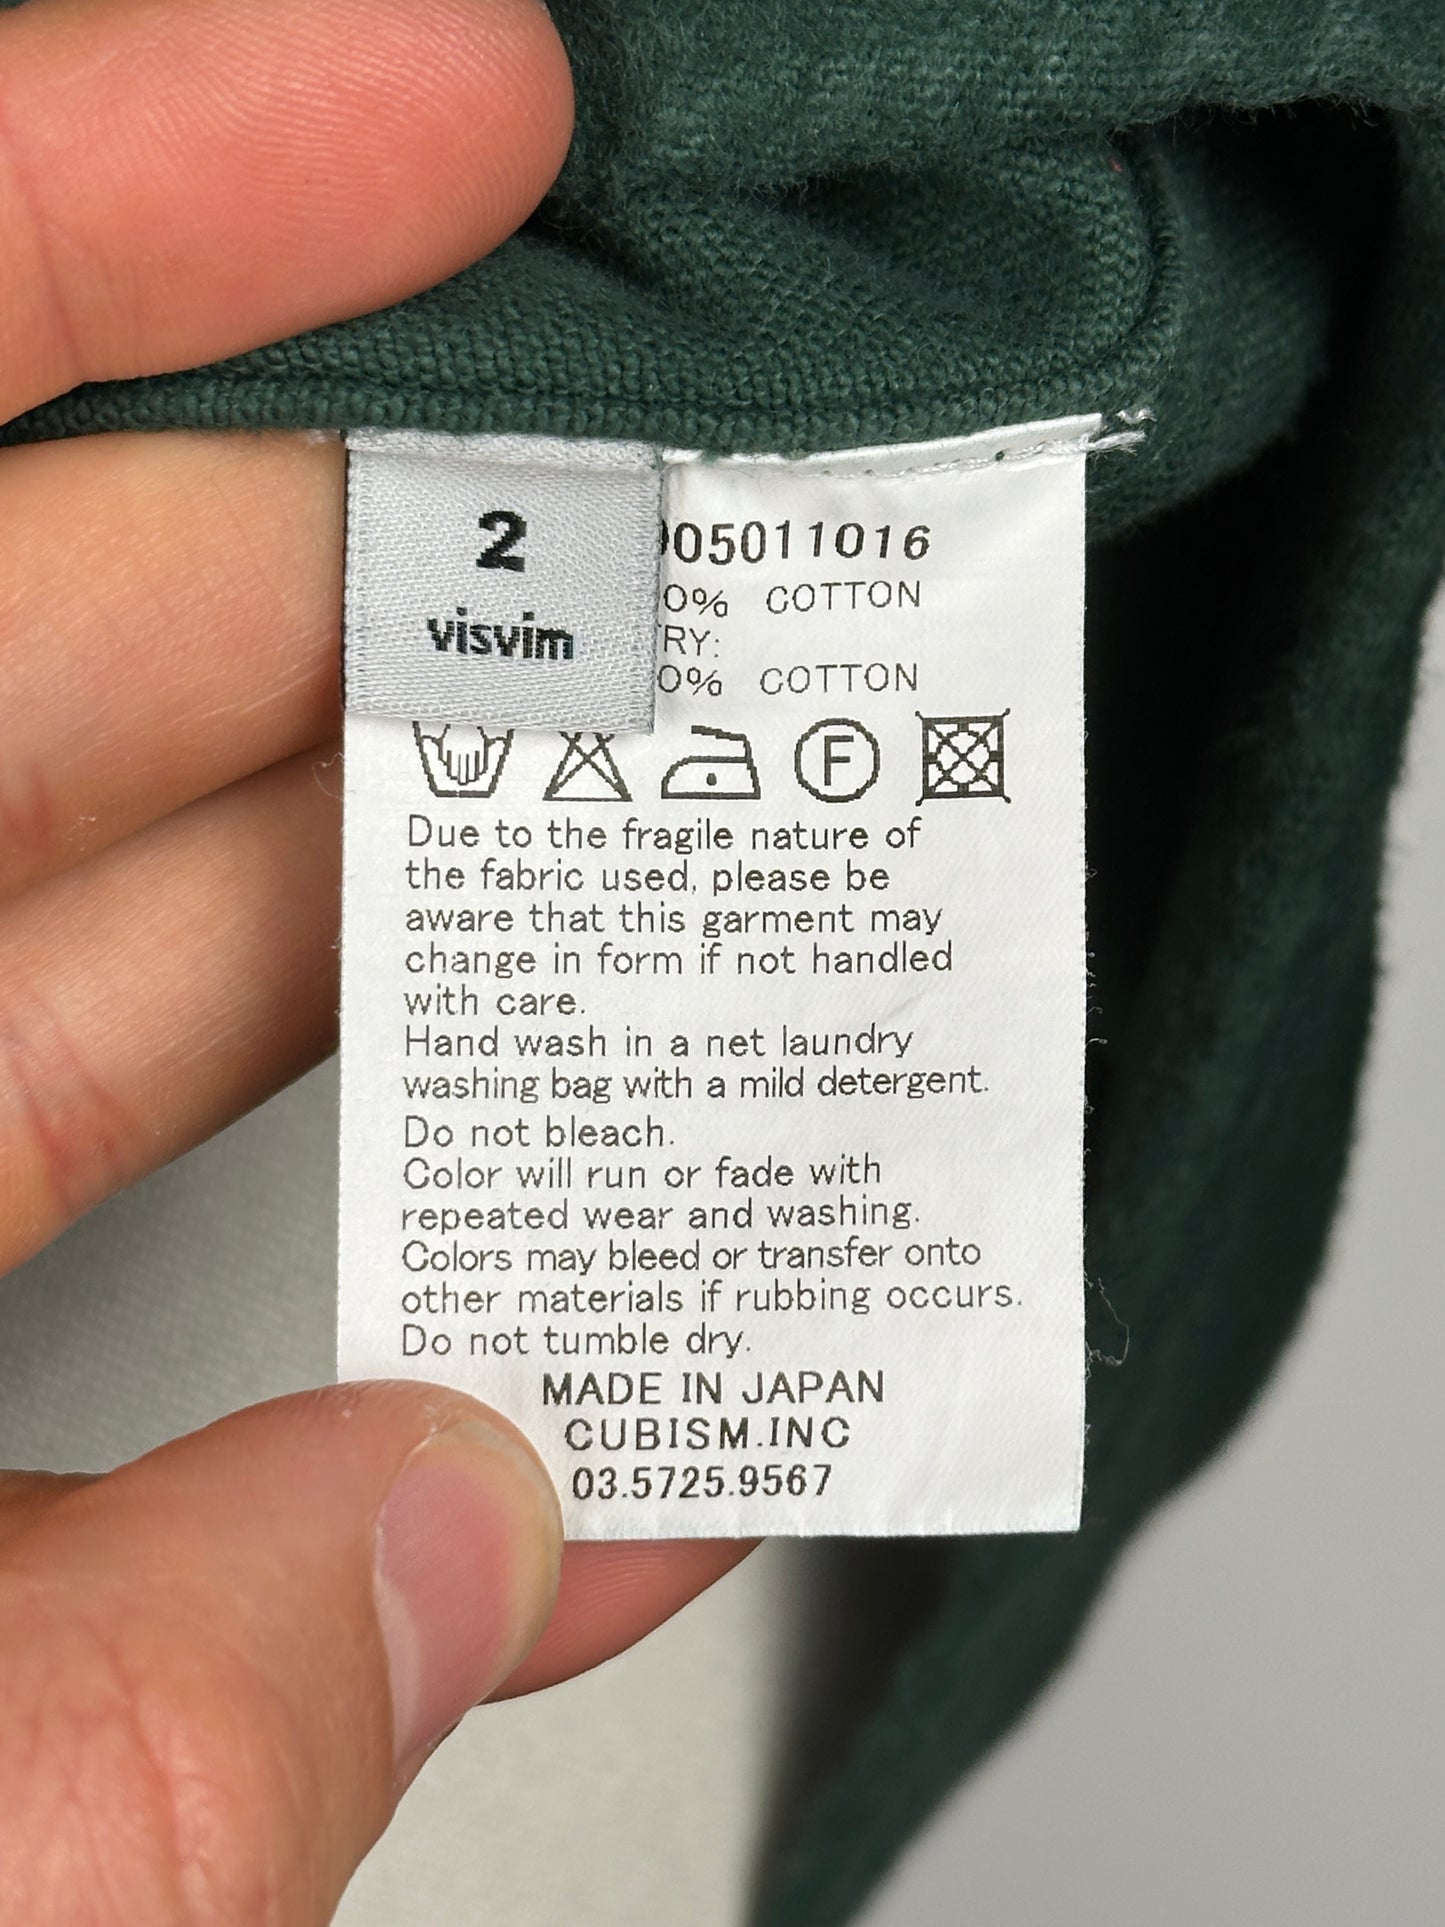 2
visvim
05011016
0% COTTON
RY:
0% COTTON
F
Due to the fragile nature of
the fabric used, please be
aware that this garment may
change in form if not handled
with care.
Hand wash in a net laundry
washing bag with a mild detergent.
Do not bleach.
Color will run or fade with
repeated wear and washing.
Colors may bleed or transfer onto
other materials if rubbing occurs.
Do not tumble dry.
MADE IN JAPAN
CUBISM.INC
03.5725.9567